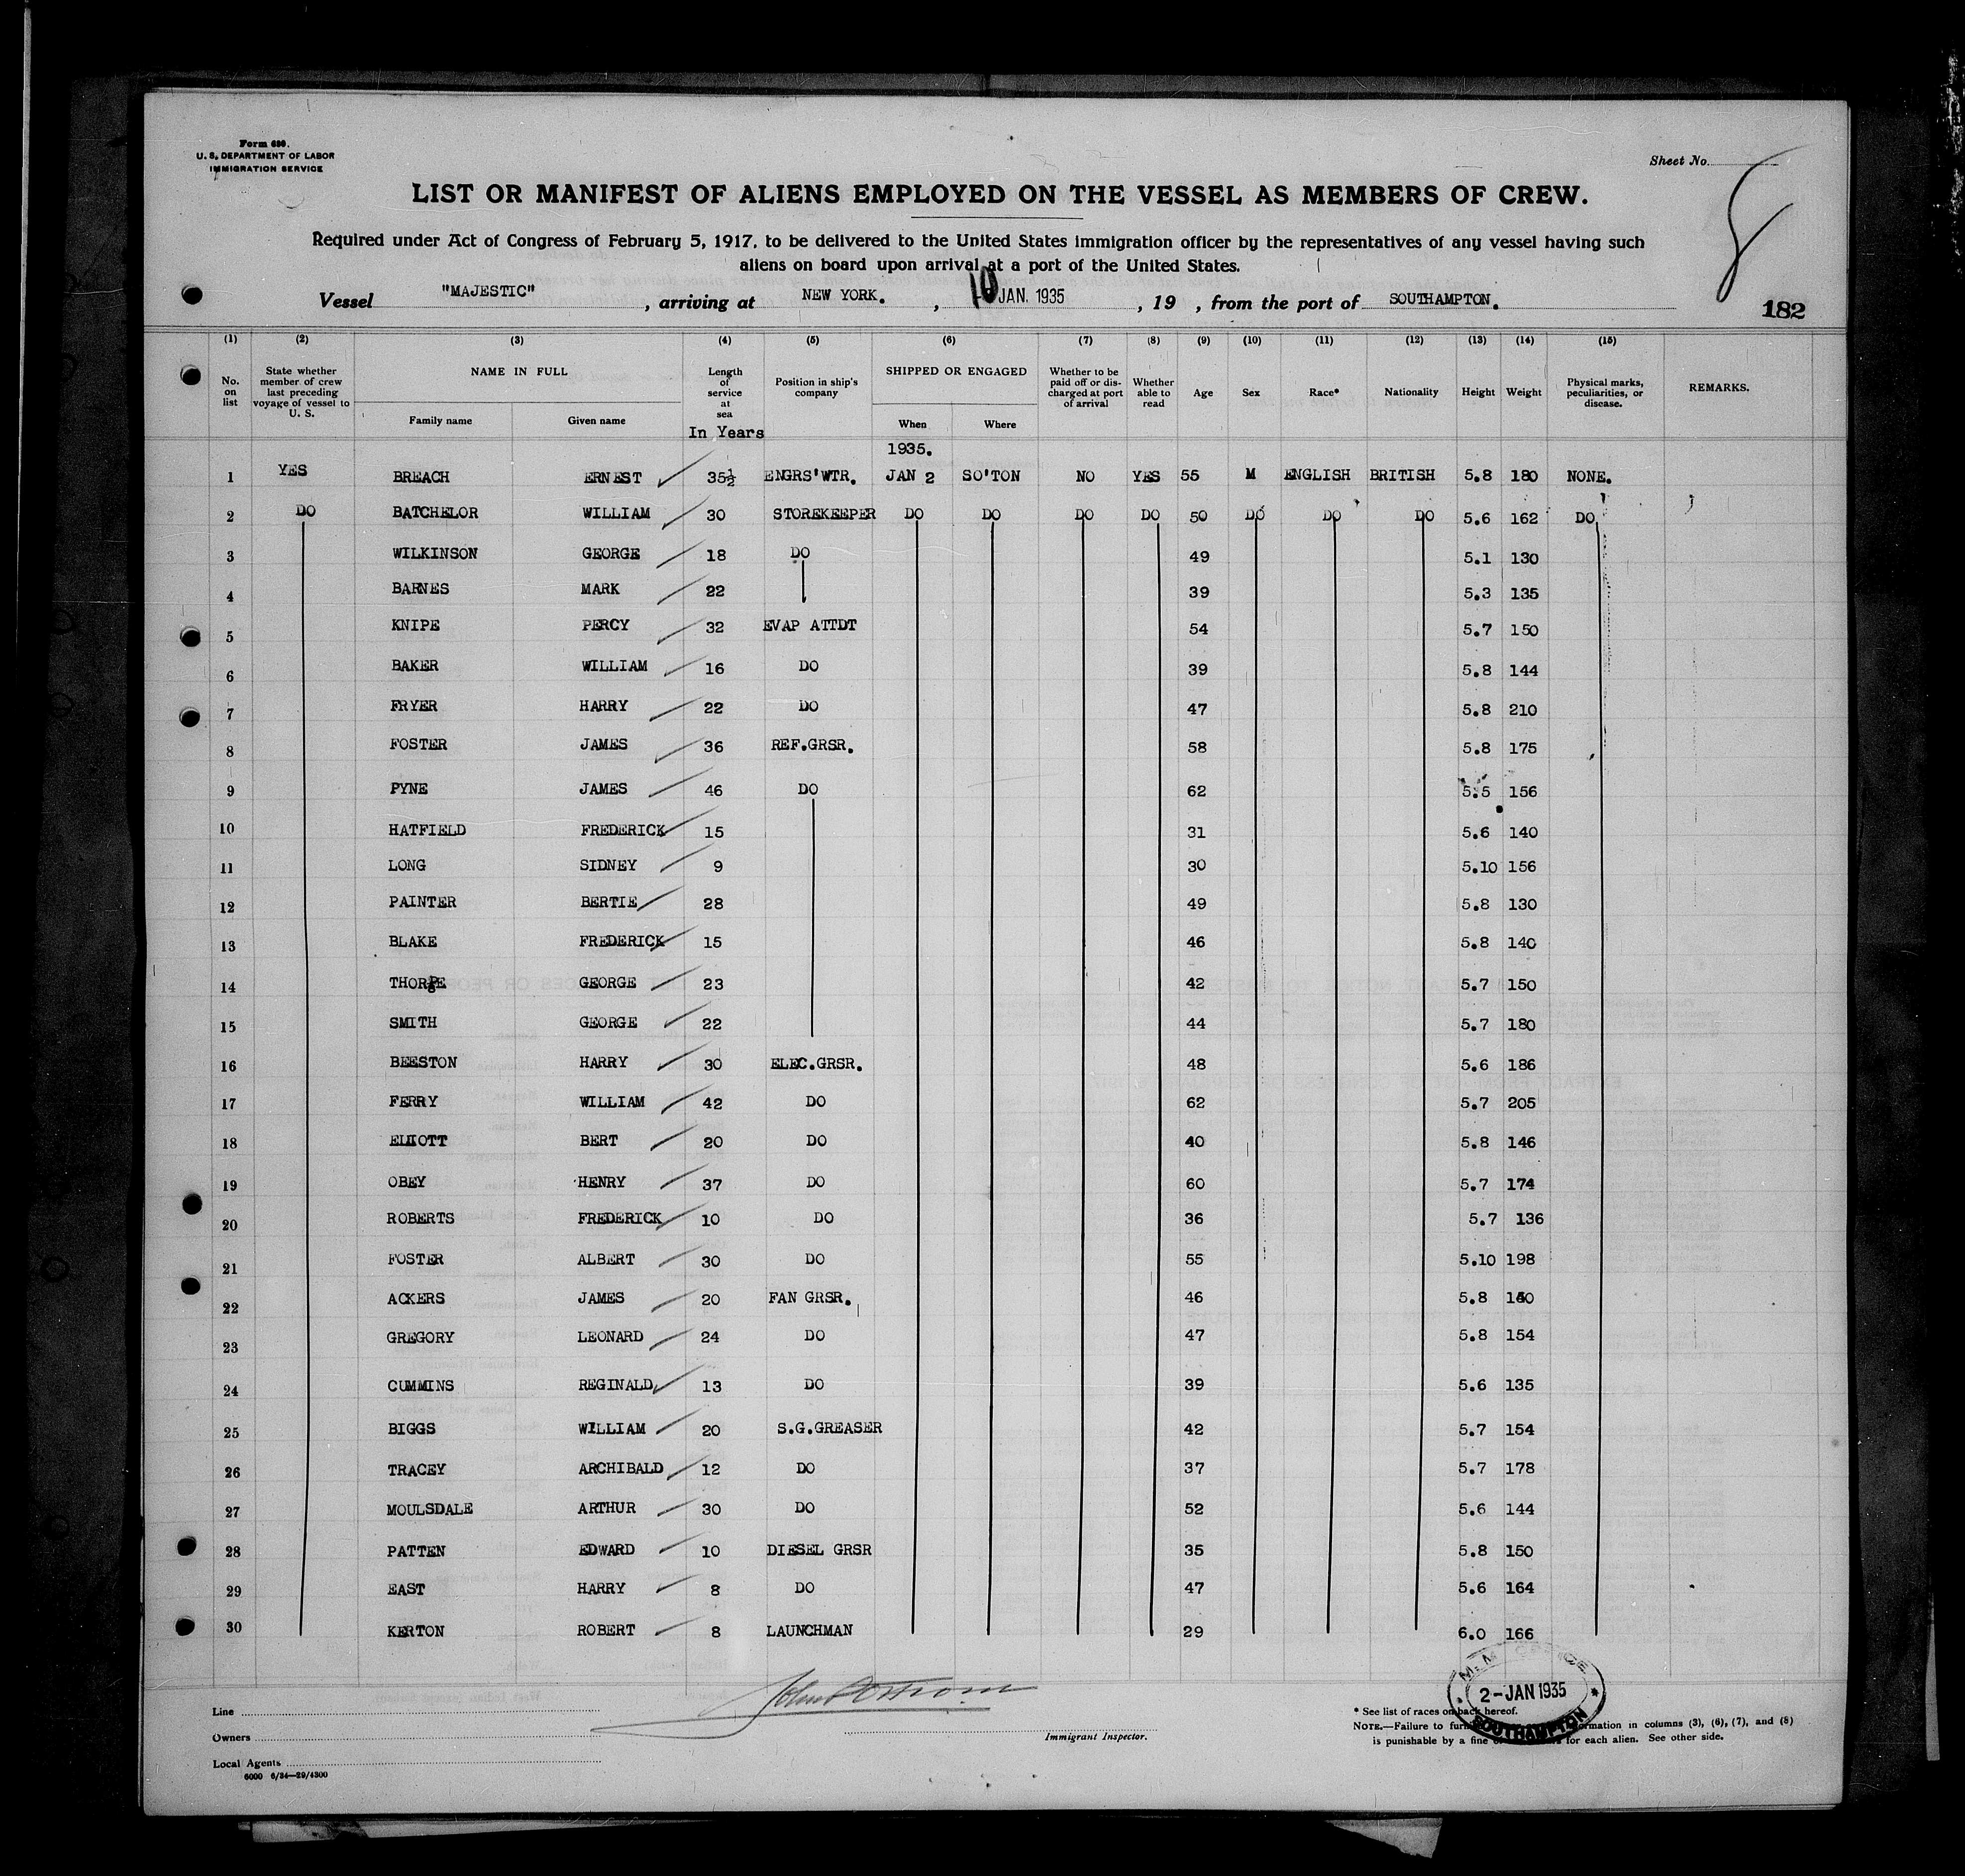 Form 689.
U. S. DEPARTMENT OF LABOR
IMMIGRATION SERVICE
Sheet No.
8
LIST OR MANIFEST OF ALIENS EMPLOYED ON THE VESSEL AS MEMBERS OF CREW.
Required under Act of Congress of February 5, 1917, to be delivered to the United States immigration officer by the representatives of any vessel having such
aliens on board upon arrival at a port of the United States.
Vessel "MAJESTIC" , arriving at NEW YORK. , 10 JAN. 1935 , 19 , from the port of SOUTHAMPTON.
182
(1) (2) (3) (4) (5) (6) (7) (8) (9) (10) (11) (12) (13) (14) (15)
No. on list State whether member of crew last preceding voyage of vessel to U. S. NAME IN FULL Family name Given name Length of service at sea In Years Position in ship's company SHIPPED OR ENGAGED When Where Whether to be paid off or discharged at port of arrival Whether able to read Age Sex Race* Nationality Height Weight Physical marks, peculiarities, or disease. REMARKS.
1935.
1 YES BREACH ERNEST 35½ ENGRS'WTR. JAN 2 SO'TON NO YES 55 M ENGLISH BRITISH 5.8 180 NONE.
2 DO BATCHELOR WILLIAM 30 STOREKEEPER DO DO DO DO 50 DO DO DO 5.6 162 DO
3 WILKINSON GEORGE 18 DO 49 5.1 130
4 BARNES MARK 22 39 5.3 135
5 KNIPE PERCY 32 EVAP ATTDT 54 5.7 150
6 BAKER WILLIAM 16 DO 39 5.8 144
7 FRYER HARRY 22 DO 47 5.8 210
8 FOSTER JAMES 36 REF.GRSR. 58 5.8 175
9 PYNE JAMES 46 DO 62 5.5 156
10 HATFIELD FREDERICK 15 31 5.6 140
11 LONG SIDNEY 9 30 5.10 156
12 PAINTER BERTIE 28 49 5.8 130
13 BLAKE FREDERICK 15 46 5.8 140
14 THORPE GEORGE 23 42 5.7 150
15 SMITH GEORGE 22 44 5.7 180
16 BEESTON HARRY 30 ELEC.GRSR. 48 5.6 186
17 FERRY WILLIAM 42 DO 62 5.7 205
18 ELIOTT BERT 20 DO 40 5.8 146
19 OBEY HENRY 37 DO 60 5.7 174
20 ROBERTS FREDERICK 10 DO 36 5.7 136
21 FOSTER ALBERT 30 DO 55 5.10 198
22 ACKERS JAMES 20 FAN GRSR. 46 5.8
23 GREGORY LEONARD 24 DO 47 5.8 154
24 CUMMINS REGINALD 13 DO 39 5.6 135
25 BIGGS WILLIAM 20 S.G.GREASER 42 5.7 154
26 TRACEY ARCHIBALD 12 DO 37 5.7 178
27 MOULSDALE ARTHUR 30 DO 52 5.6 144
28 PATTEN EDWARD 10 DIESEL GRSR 35 5.8 150
29 EAST HARRY 8 DO 47 5.6 164
30 KERTON ROBERT 8 LAUNCHMAN 29 6.0 166
2-JAN 1935
SOUTHAMPTON
Line
Owners
Local Agents
6000 6/34—29/4300
Immigrant Inspector.
* See list of races on back hereof.
NOTE.—Failure to information in columns (3), (6), (7), and (8)
is punishable by a fine for each alien. See other side.